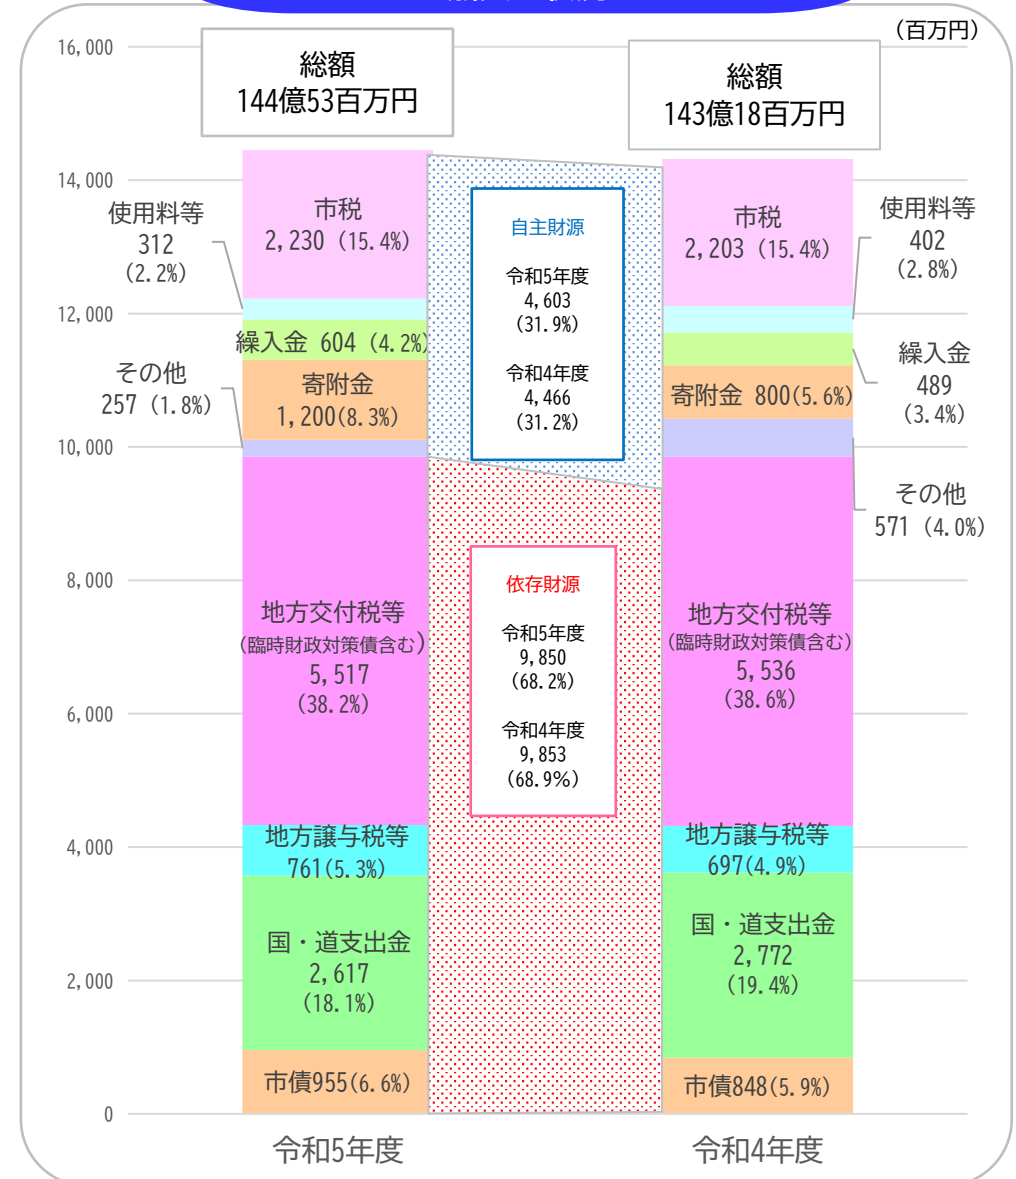 (百万円)
総額
144億53百万円
総額
143億18百万円
16,000
14,000
12,000
10,000
8,000
6,000
4,000
2,000
0
使用料等
312
(2.2%)
その他
257 (1.8%)
市税
2,230 (15.4%)
繰入金 604 (4.2%)
寄附金
1,200(8.3%)
地方交付税等
(臨時財政対策債含む)
5,517
(38.2%)
地方譲与税等
761(5.3%)
国・道支出金
2,617
(18.1%)
市債955(6.6%)
令和5年度
自主財源
令和5年度
4,603
(31.9%)
令和4年度
4,466
(31.2%)
依存財源
令和5年度
9,850
(68.2%)
令和4年度
9,853
(68.9%)
市税
2,203 (15.4%)
寄附金 800(5.6%)
地方交付税等
(臨時財政対策債含む)
5,536
(38.6%)
地方譲与税等
697(4.9%)
国・道支出金
2,772
(19.4%)
市債848(5.9%)
令和4年度
使用料等
402
(2.8%)
繰入金
489
(3.4%)
その他
571 (4.0%)